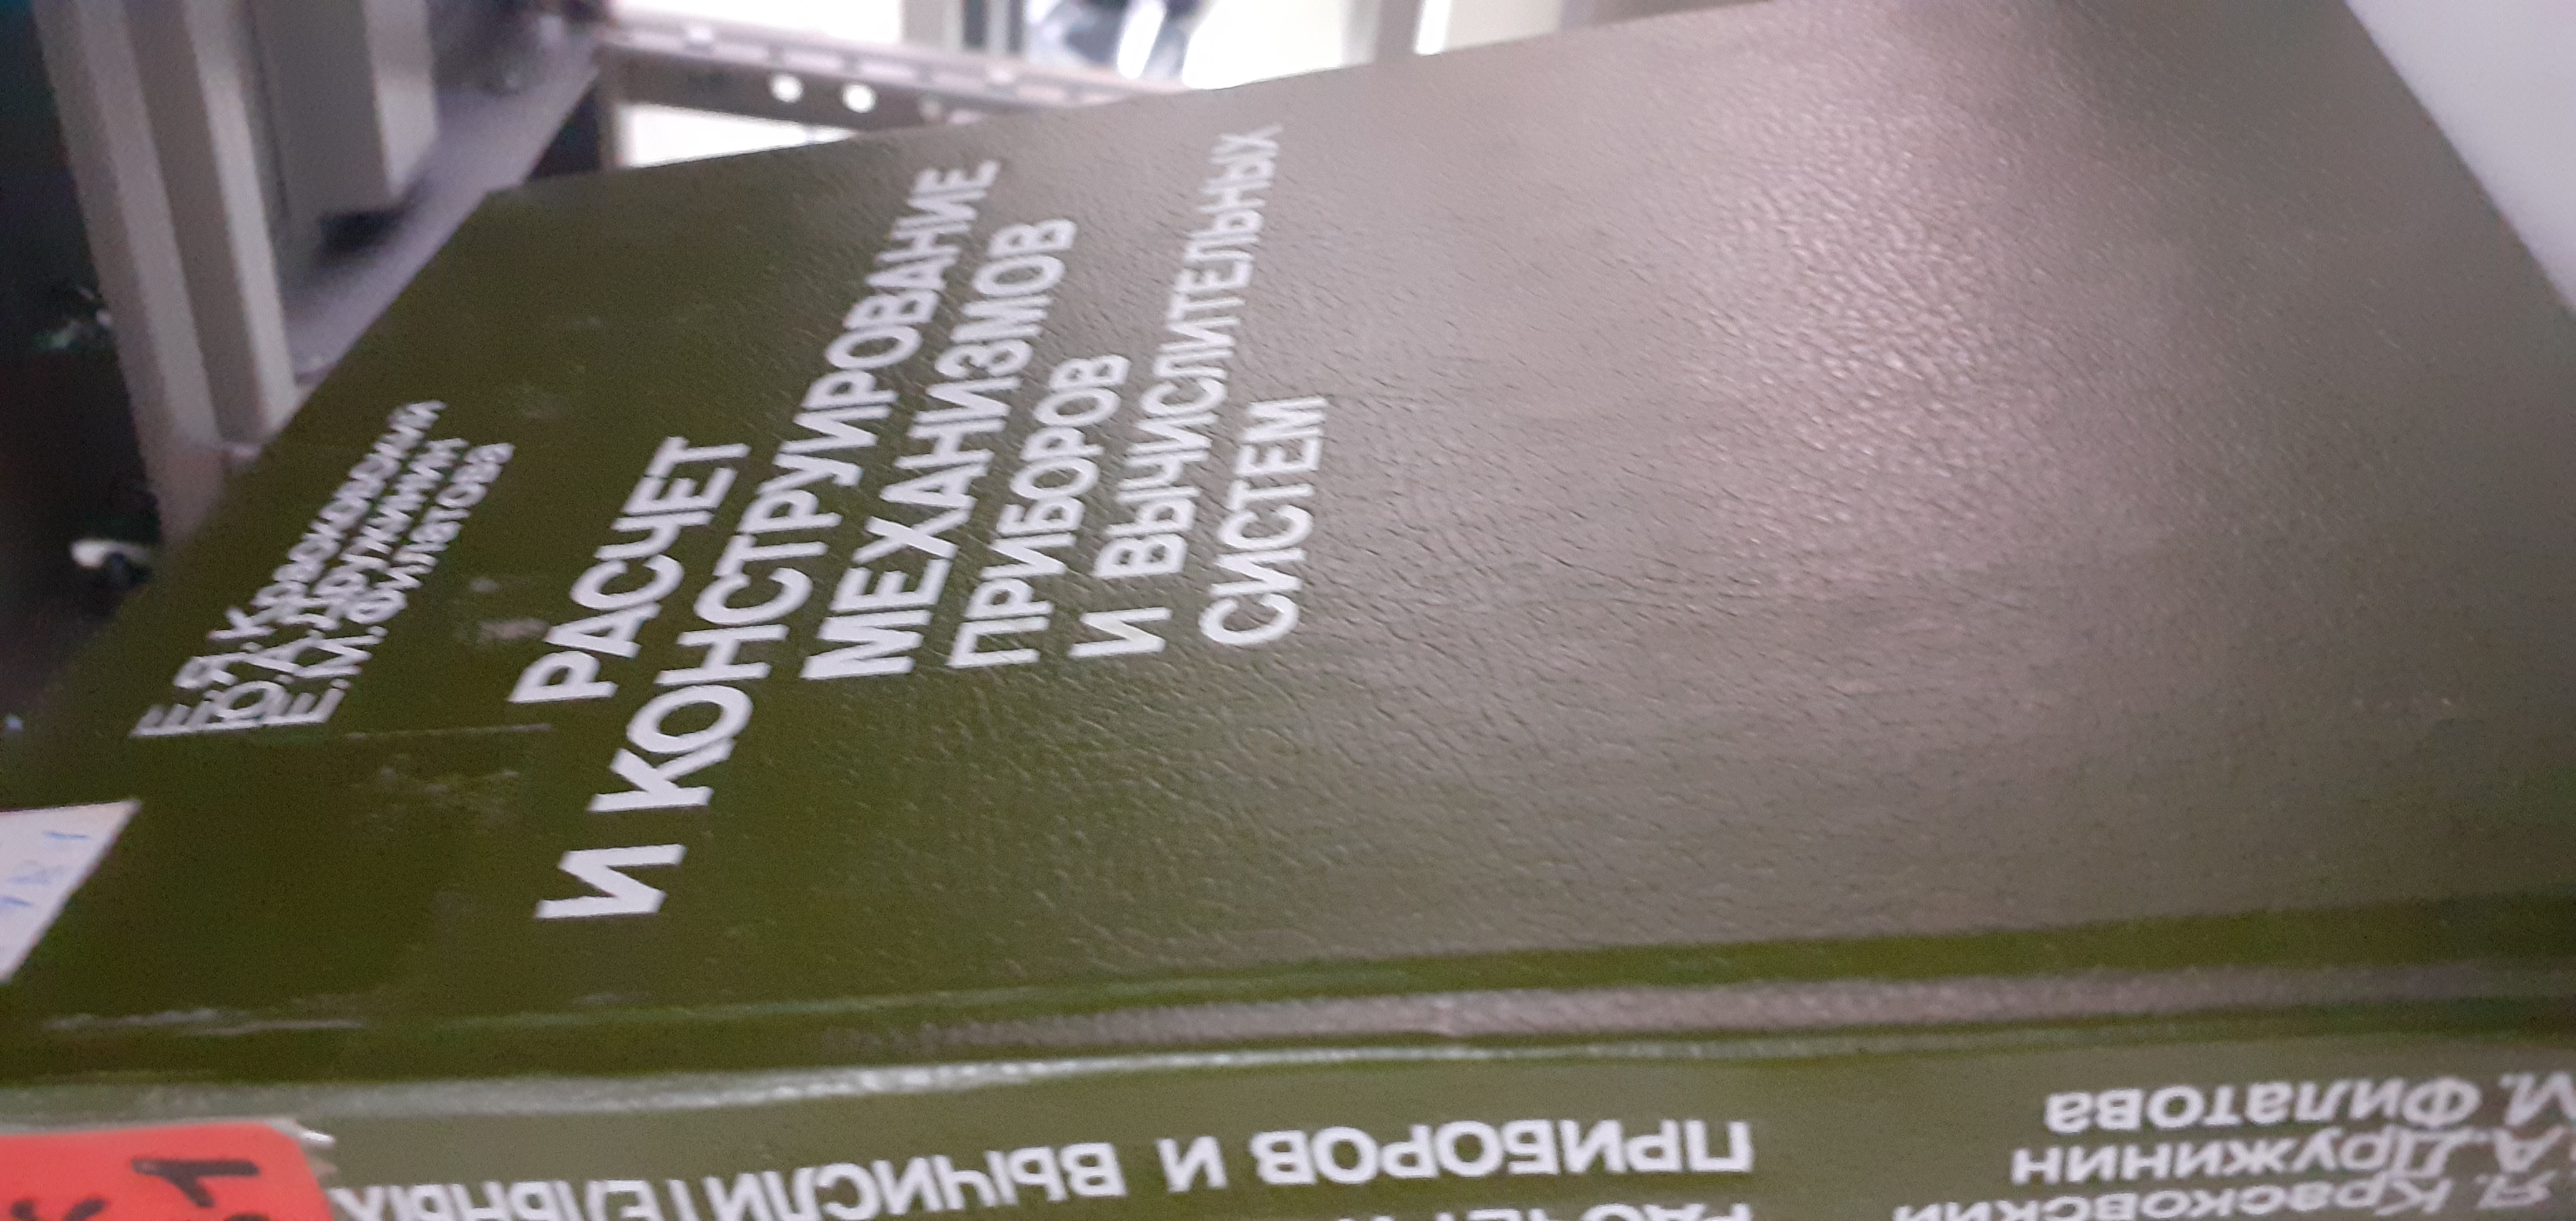 Е.Я. Красковский
Ю.А. Дружинин
Е.М. Филатова
РАСЧЕТ
И КОНСТРУИРОВАНИЕ
МЕХАНИЗМОВ
ПРИБОРОВ
И ВЫЧИСЛИТЕЛЬНЫХ
СИСТЕМ
Я. Красковский
А. Дружинин
И. Филатова
ПРИБОРОВ И ВЫЧИСЛИТЕЛЬНЫХ